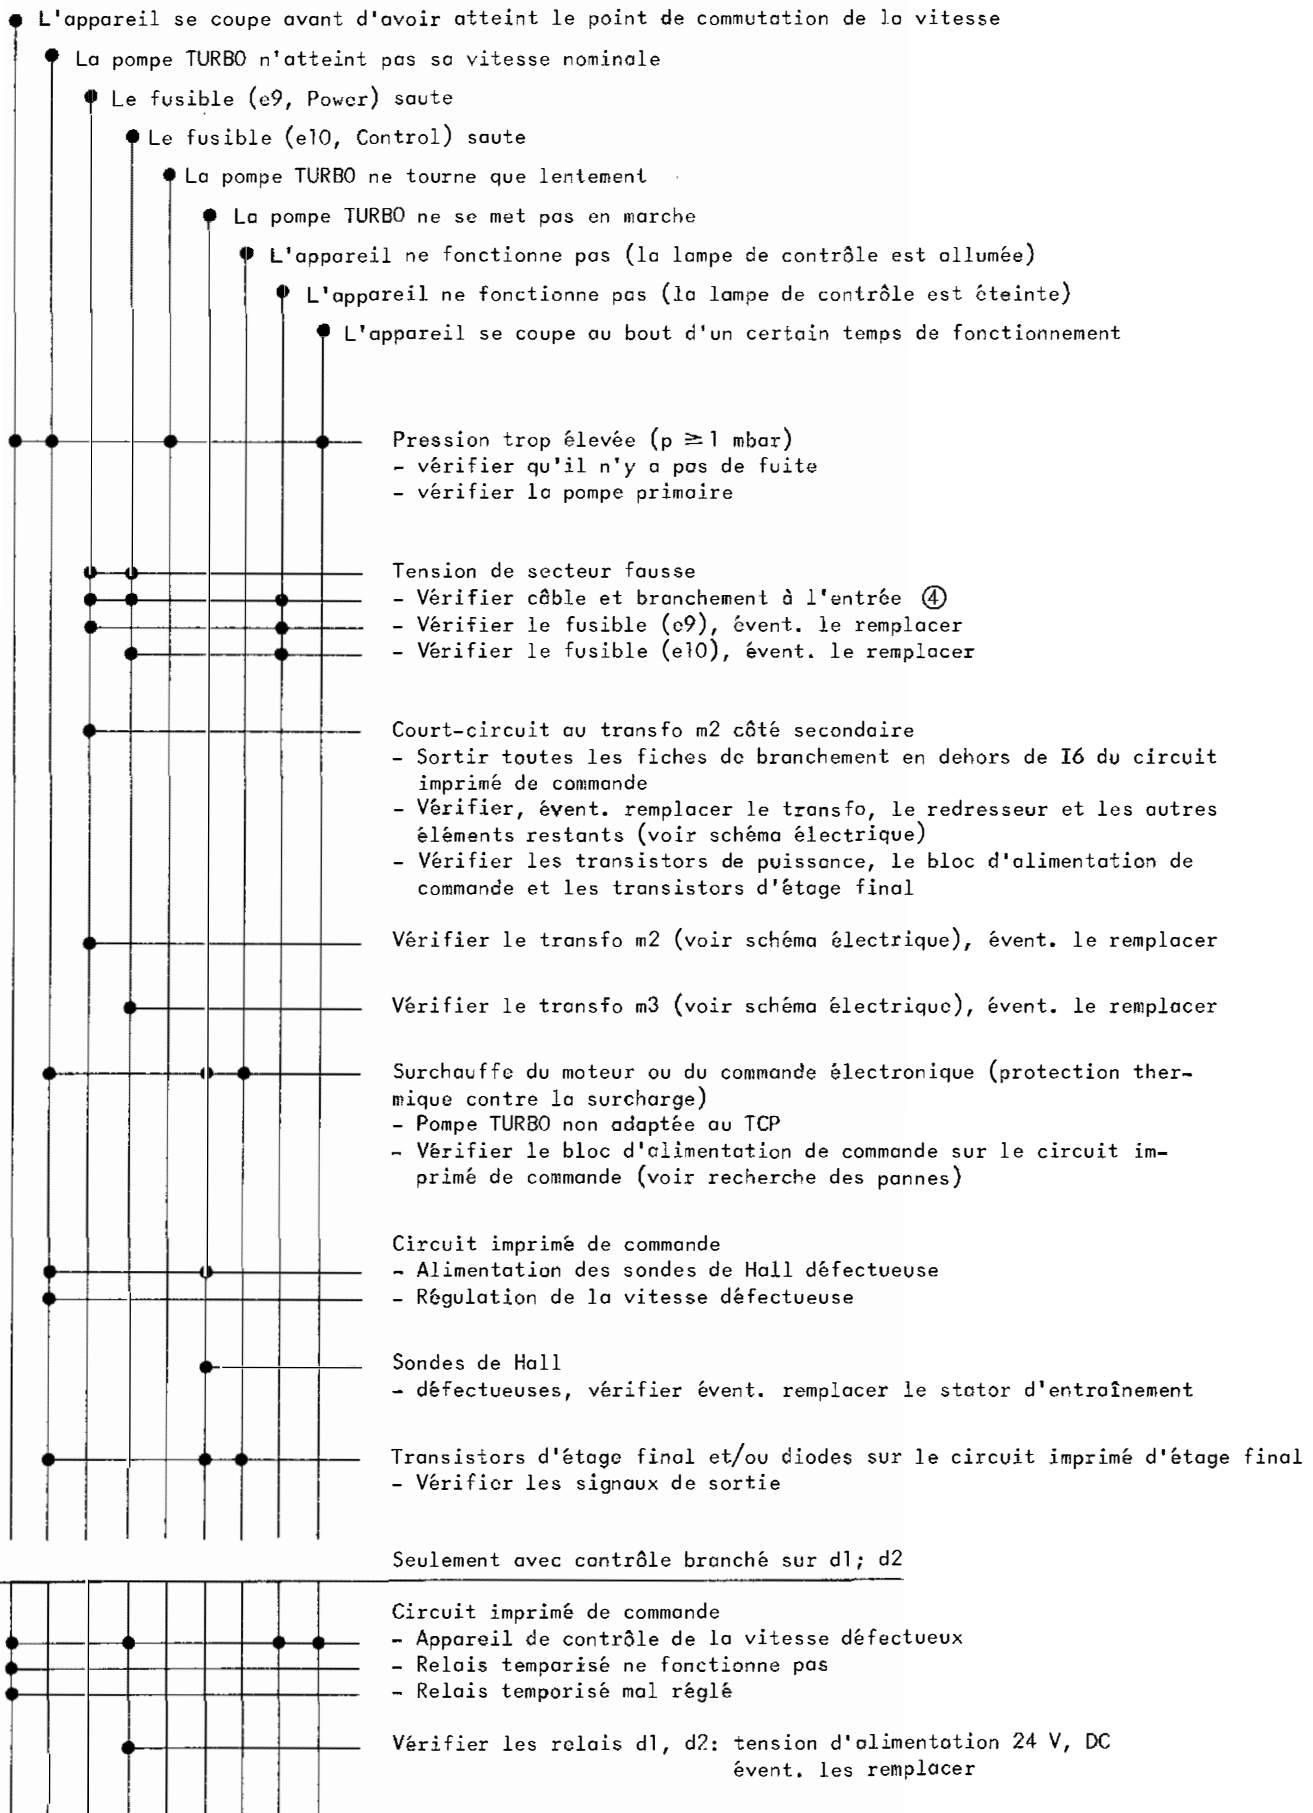 L'appareil se coupe avant d'avoir atteint le point de commutation de la vitesse
La pompe TURBO n'atteint pas sa vitesse nominale
Le fusible (e9, Power) saute
Le fusible (e10, Control) saute
La pompe TURBO ne tourne que lentement
La pompe TURBO ne se met pas en marche
L'appareil ne fonctionne pas (la lampe de contrôle est allumée)
L'appareil ne fonctionne pas (la lampe de contrôle est éteinte)
L'appareil se coupe au bout d'un certain temps de fonctionnement
Pression trop élevée (p ≥ 1 mbar)
- vérifier qu'il n'y a pas de fuite
- vérifier la pompe primaire
Tension de secteur fausse
- Vérifier câble et branchement à l'entrée ④
- Vérifier le fusible (e9), évent. le remplacer
- Vérifier le fusible (e10), évent. le remplacer
Court-circuit au transfo m2 côté secondaire
- Sortir toutes les fiches de branchement en dehors de I6 du circuit
imprimé de commande
- Vérifier, évent. remplacer le transfo, le redresseur et les autres
éléments restants (voir schéma électrique)
- Vérifier les transistors de puissance, le bloc d'alimentation de
commande et les transistors d'étage final
Vérifier le transfo m2 (voir schéma électrique), évent. le remplacer
Vérifier le transfo m3 (voir schéma électrique), évent. le remplacer
Surchauffe du moteur ou du commande électronique (protection ther-
mique contre la surcharge)
- Pompe TURBO non adaptée au TCP
- Vérifier le bloc d'alimentation de commande sur le circuit im-
primé de commande (voir recherche des pannes)
Circuit imprimé de commande
- Alimentation des sondes de Hall défectueuse
- Régulation de la vitesse défectueuse
Sondes de Hall
- défectueuses, vérifier évent. remplacer le stator d'entraînement
Transistors d'étage final et/ou diodes sur le circuit imprimé d'étage final
- Vérifier les signaux de sortie
Seulement avec contrôle branché sur d1; d2
Circuit imprimé de commande
- Appareil de contrôle de la vitesse défectueux
- Relais temparisé ne fonctionne pas
- Relais temporisé mal réglé
Vérifier les relais d1, d2: tension d'alimentation 24 V, DC
évent. les remplacer